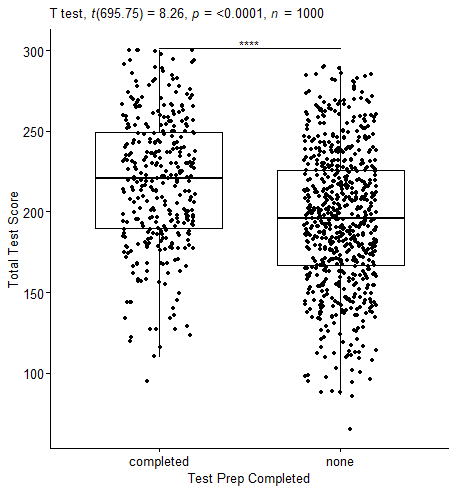 T test, t(695.75) = 8.26, p = <0.0001, n = 1000
****
300
250
200
150
100
Total Test Score
completed none
Test Prep Completed